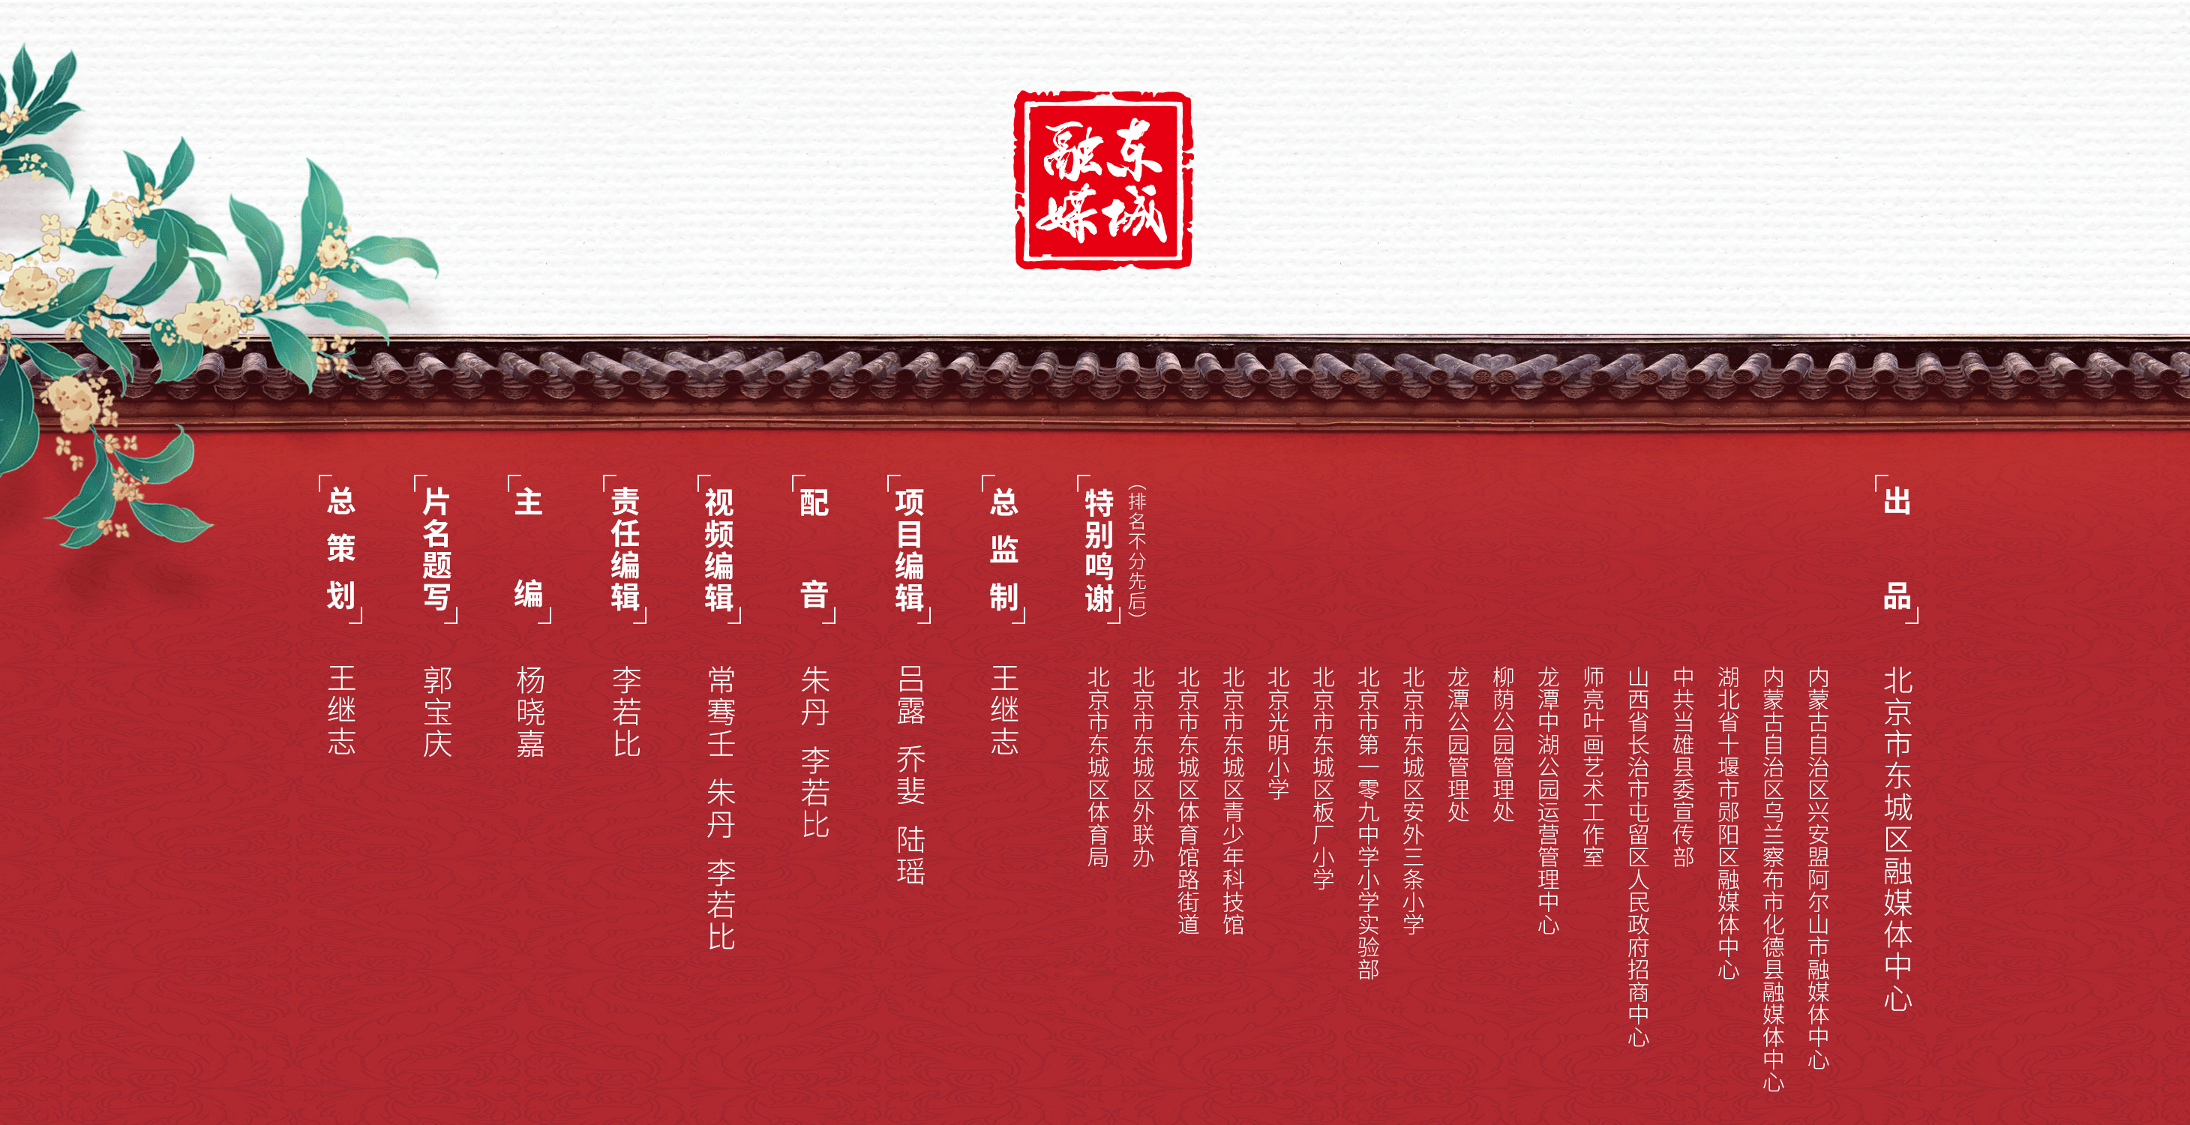 东城
融媒
总策划
王继志
片名题写
郭宝庆
主编
杨晓嘉
责任编辑
李若比
视频编辑
常骞壬 朱丹 李若比
配音
朱丹 李若比
项目编辑
吕露 乔婓 陆瑶
总监制
王继志
特别鸣谢
（排名不分先后）
北京市东城区体育局
北京市东城区外联办
北京市东城区体育馆路街道
北京市东城区青少年科技馆
北京光明小学
北京市东城区板厂小学
北京市第一零九中学小学实验部
北京市东城区安外三条小学
龙潭公园管理处
柳荫公园管理处
龙潭中湖公园运营管理中心
师亮叶画艺术工作室
山西省长治市屯留区人民政府招商中心
中共当雄县委宣传部
湖北省十堰市郧阳区融媒体中心
内蒙古自治区乌兰察布市化德县融媒体中心
内蒙古自治区兴安盟阿尔山市融媒体中心
出品
北京市东城区融媒体中心